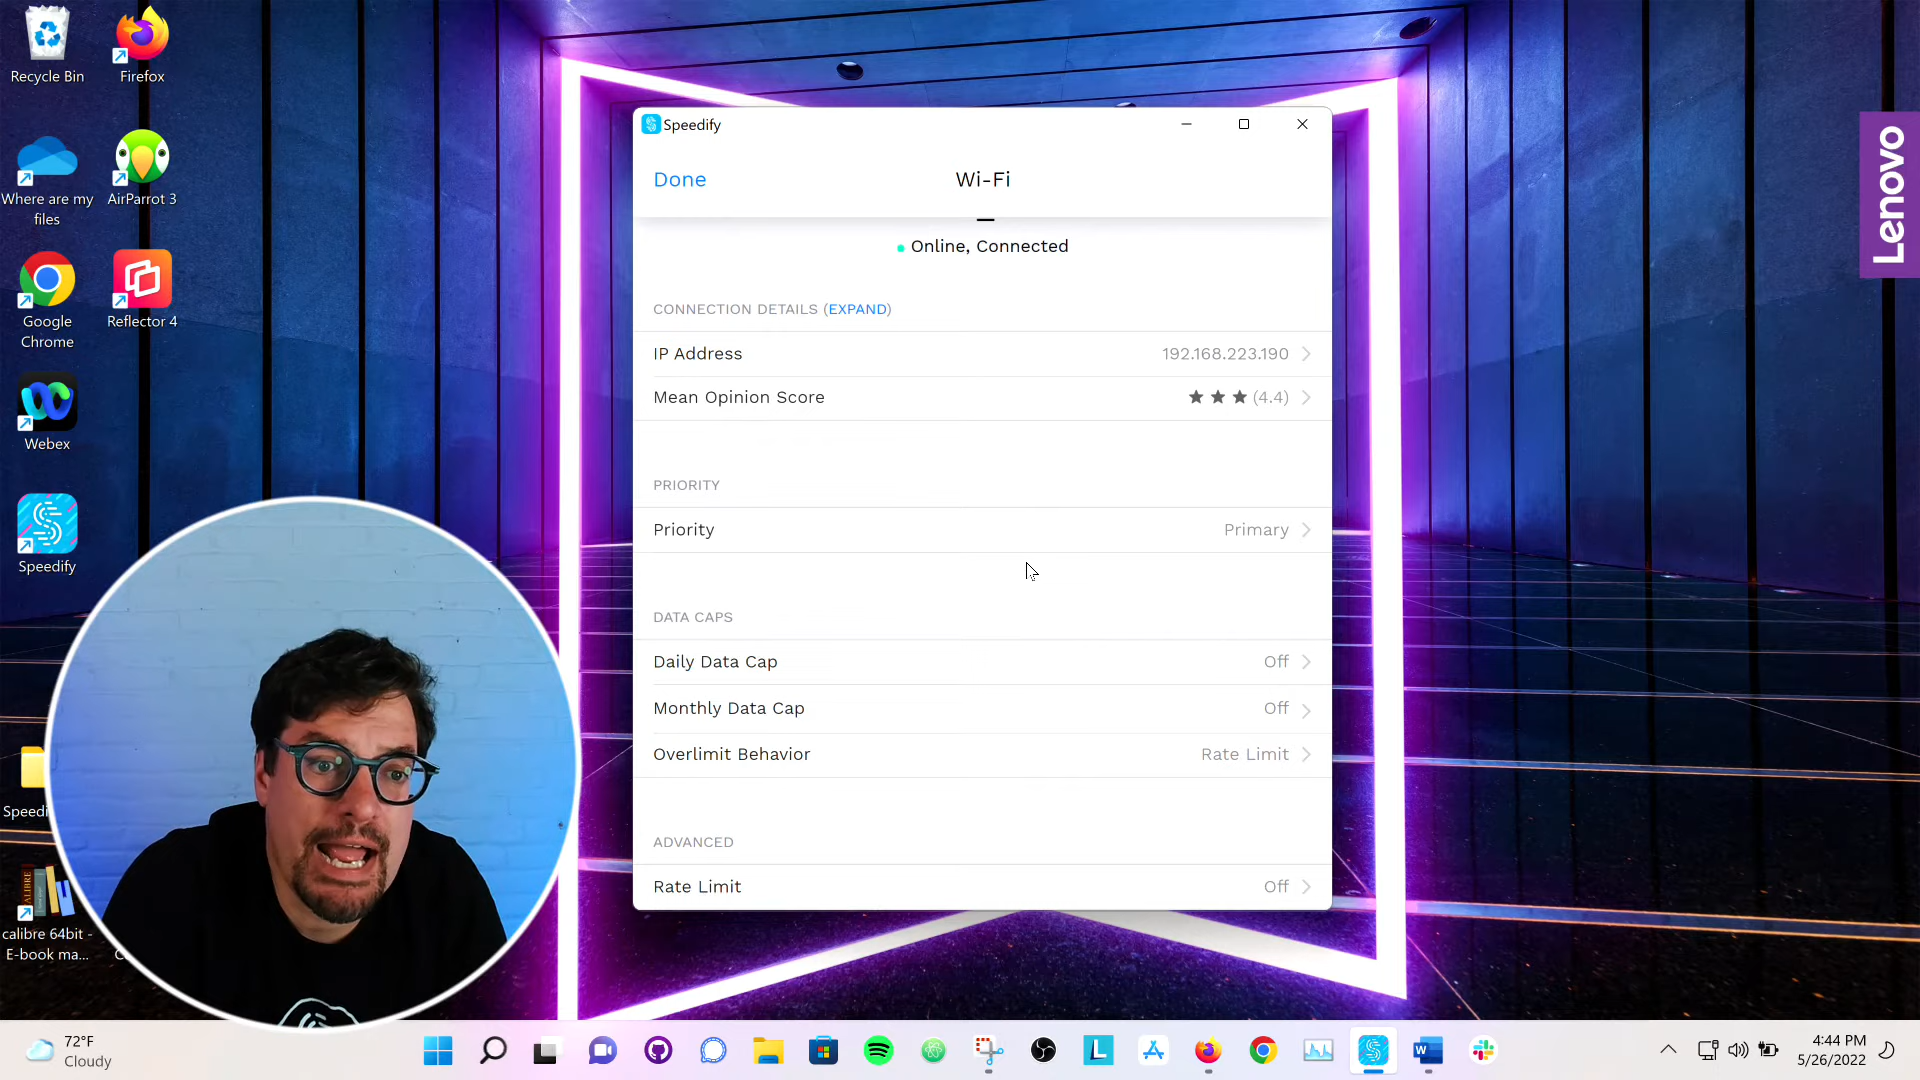 Recycle Bin
Firefox
Where are my
files
AirParrot 3
Google
Chrome
Reflector 4
Webex
Speedify
Speedi
calibre 64bit -
E-book ma...
CALIBRE
Speedify
Done
Wi-Fi
Online, Connected
CONNECTION DETAILS (EXPAND)
IP Address
192.168.223.190
Mean Opinion Score
(4.4)
PRIORITY
Priority
Primary
DATA CAPS
Daily Data Cap
Off
Monthly Data Cap
Off
Overlimit Behavior
Rate Limit
ADVANCED
Rate Limit
Off
Lenovo
72°F
Cloudy
4:44 PM
5/26/2022